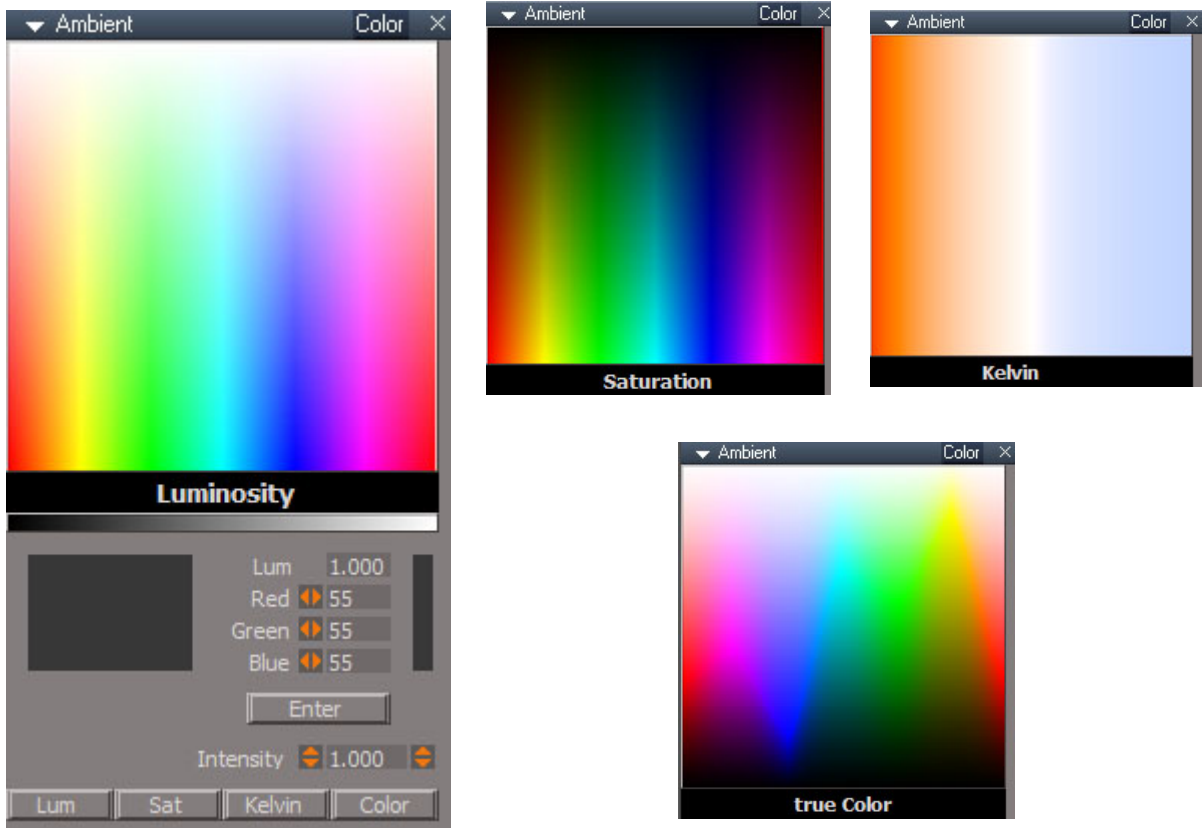 Ambient Color
Luminosity
Lum 1.000
Red 55
Green 55
Blue 55
Enter
Intensity 1.000
Lum Sat Kelvin Color
Ambient Color
Saturation
Ambient Color
Kelvin
Ambient Color
true Color